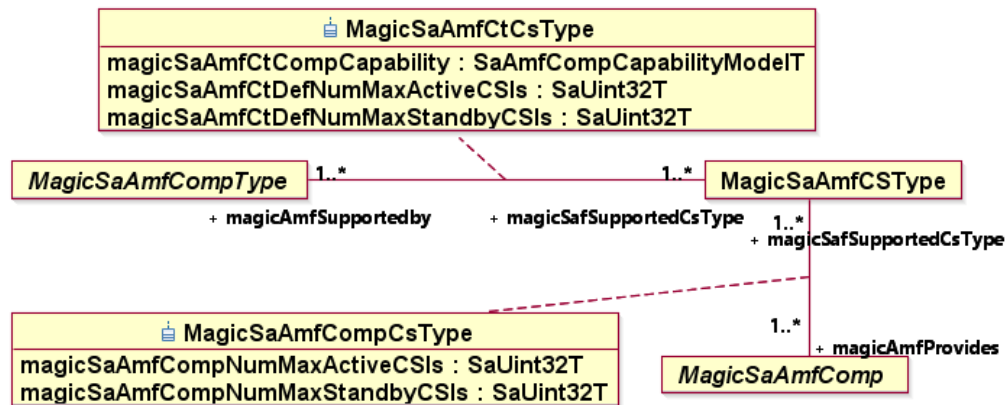 MagicSaAmfCtCsType
magicSaAmfCtCompCapability : SaAmfCompCapabilityModelT
magicSaAmfCtDefNumMaxActiveCSIs : SaUint32T
magicSaAmfCtDefNumMaxStandbyCSIs : SaUint32T
MagicSaAmfCompType
1..*
1..*
MagicSaAmfCSType
+ magicAmfSupportedby
+ magicSafSupportedCsType
1..*
+ magicSafSupportedCsType
MagicSaAmfCompCsType
magicSaAmfCompNumMaxActiveCSIs : SaUint32T
magicSaAmfCompNumMaxStandbyCSIs : SaUint32T
1..*
+ magicAmfProvides
MagicSaAmfComp